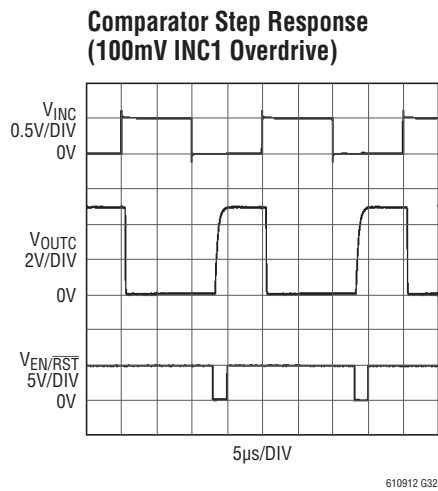 Comparator Step Response
(100mV INC1 Overdrive)
VINC
0.5V/DIV
0V
VOUTC
2V/DIV
0V
VEN/R̅S̅T̅
5V/DIV
0V
5µs/DIV
610912 G32